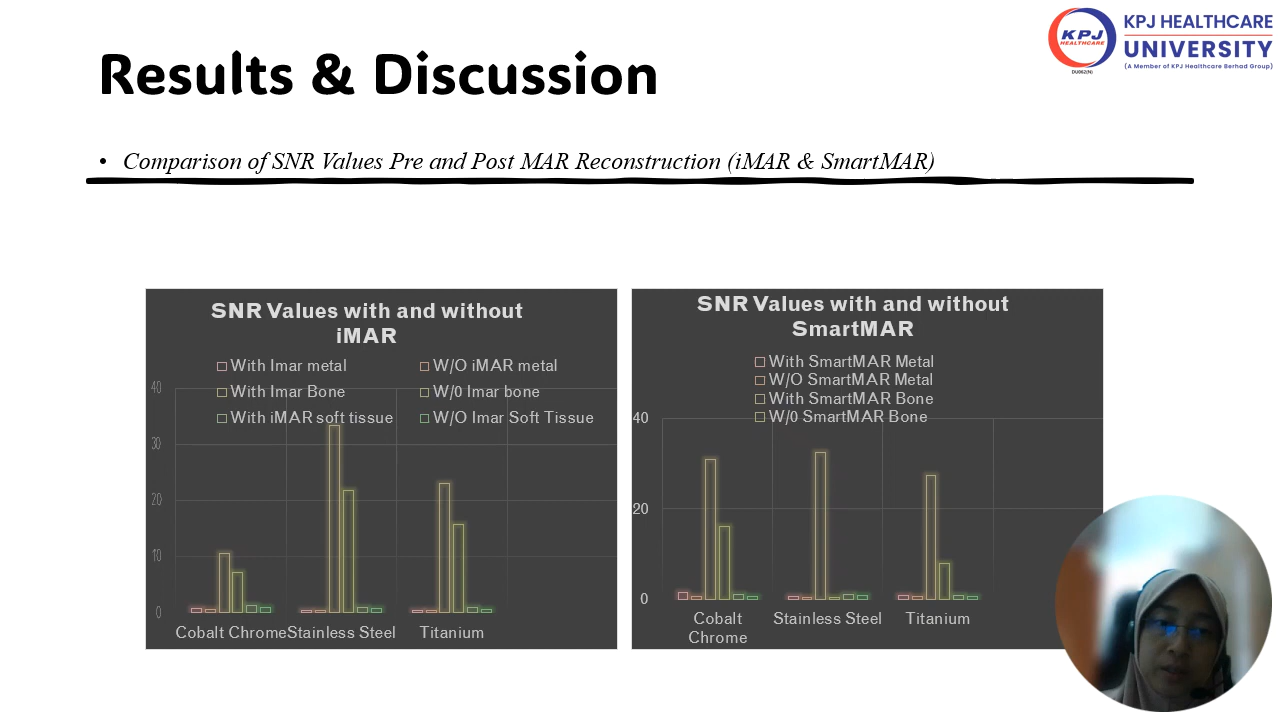 KPJ
HEALTHCARE
DU062(N)
KPJ HEALTHCARE
UNIVERSITY
(A Member of KPJ Healthcare Berhad Group)
Results & Discussion
• Comparison of SNR Values Pre and Post MAR Reconstruction (iMAR & SmartMAR)
SNR Values with and without
iMAR
With Imar metal
W/O iMAR metal
With Imar Bone
W/0 Imar bone
With iMAR soft tissue
W/O Imar Soft Tissue
40
30
20
10
0
Cobalt Chrome
Stainless Steel
Titanium
SNR Values with and without
SmartMAR
With SmartMAR Metal
W/O SmartMAR Metal
With SmartMAR Bone
W/0 SmartMAR Bone
40
20
0
Cobalt
Chrome
Stainless Steel
Titanium